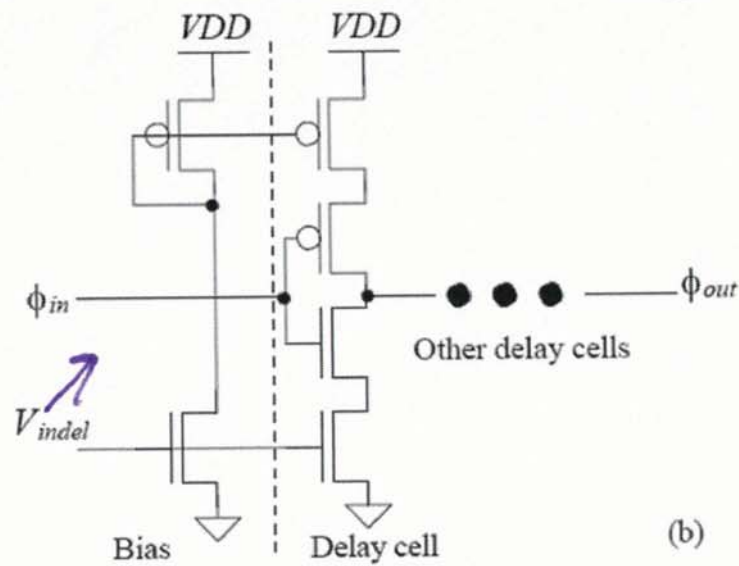 VDD VDD
ϕin ϕout
Other delay cells
Vindel
Bias Delay cell (b)